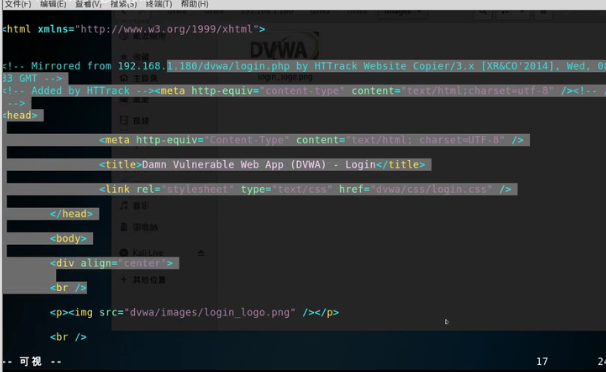 文件(F) 编辑(E) 查看(V) 搜索(S) 终端(T) 帮助(H)
<html xmlns="http://www.w3.org/1999/xhtml">
DVWA
<!-- Mirrored from 192.168.1.180/dvwa/login.php by HTTrack Website Copier/3.x [XR&CO'2014], Wed,
33 GMT -->
login_logo.png
<!-- Added by HTTrack --><meta http-equiv="content-type" content="text/html;charset=utf-8" /><!--
-->
<head>
<meta http-equiv="Content-Type" content="text/html; charset=UTF-8" />
<title>Damn Vulnerable Web App (DVWA) - Login</title>
<link rel="stylesheet" type="text/css" href="dvwa/css/login.css" />
音乐
</head>
回收站
<body>
Kali Live
<div align="center">
其他位置
<br />
<p><img src="dvwa/images/login_logo.png" /></p>
<br />
-- 可视 -- 17